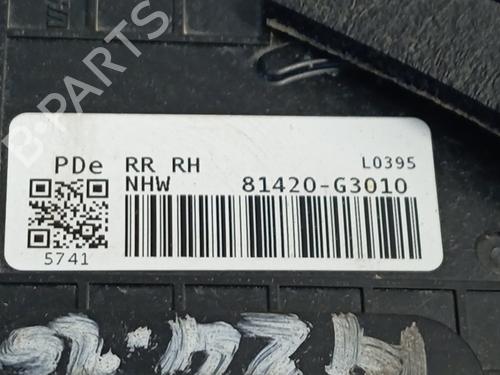 B-PARTS
PDe RR RH L0395
NHW 81420-G3010
5741